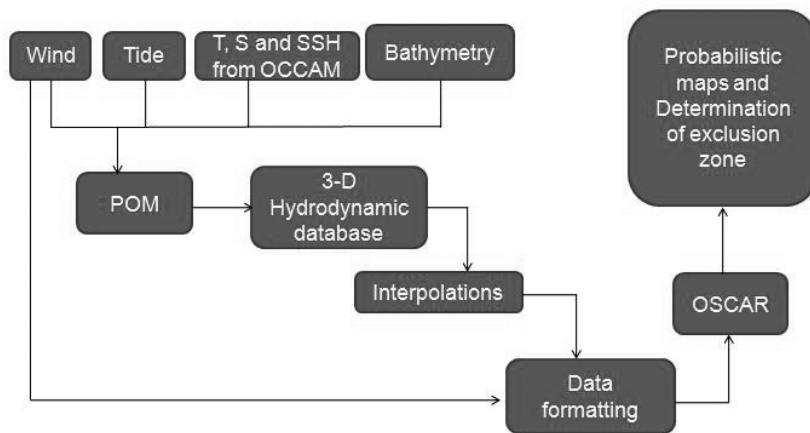 Wind
Tide
T, S and SSH
from OCCAM
Bathymetry
Probabilistic
maps and
Determination
of exclusion
zone
POM
3-D
Hydrodynamic
database
Interpolations
OSCAR
Data
formatting